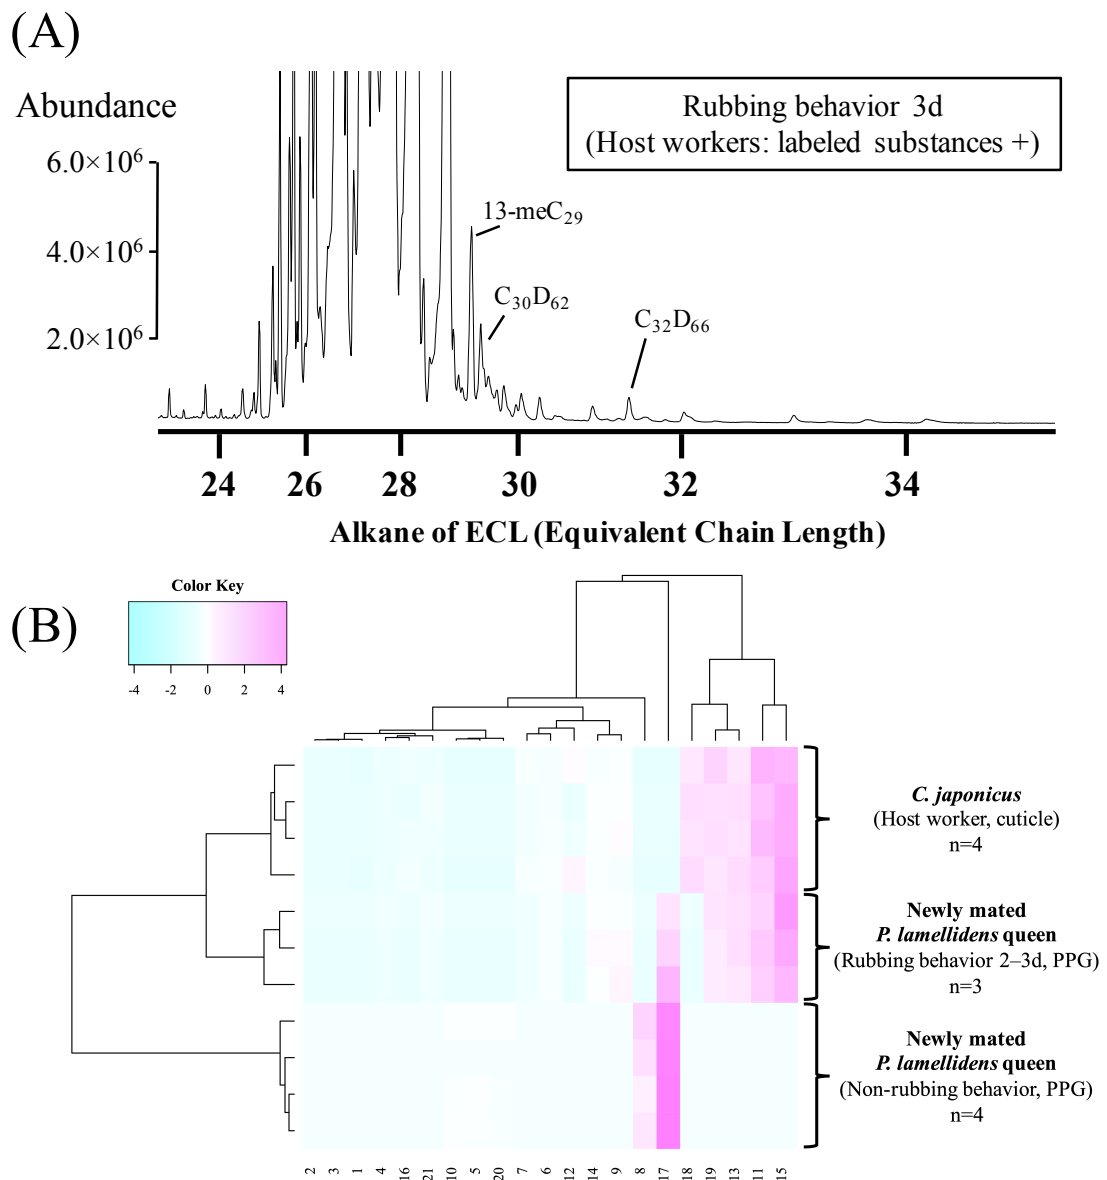 (A)
Abundance
Rubbing behavior 3d
(Host workers: labeled substances +)
6.0×10⁶
4.0×10⁶
2.0×10⁶
13-meC₂₉
C₃₀D₆₂
C₃₂D₆₆
24 26 28 30 32 34
Alkane of ECL (Equivalent Chain Length)
(B)
Color Key
-4 -2 0 2 4
C. japonicus
(Host worker, cuticle)
n=4
Newly mated
P. lamellidens queen
(Rubbing behavior 2–3d, PPG)
n=3
Newly mated
P. lamellidens queen
(Non-rubbing behavior, PPG)
n=4
2 3 1 4 16 21 10 5 20 7 6 12 14 9 8 17 18 19 13 11 15